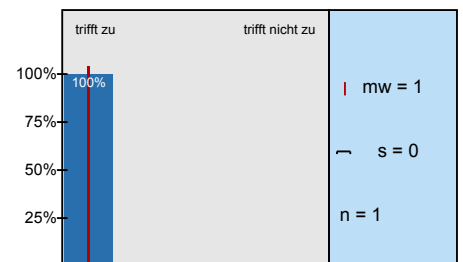 trifft zu trifft nicht zu
100%
100%
mw = 1
75%
s = 0
50%
25%
n = 1